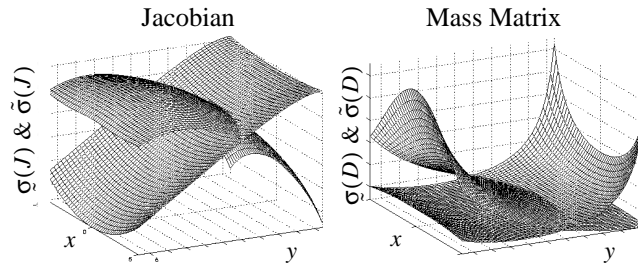 Jacobian
Mass Matrix
σ̰(J) & σ̃(J)
σ̰(D) & σ̃(D)
x
y
x
y